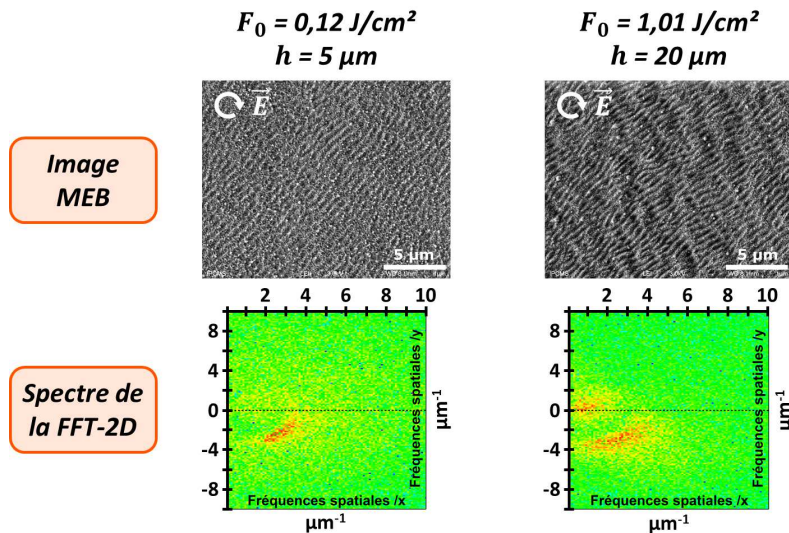 F₀ = 0,12 J/cm²
h = 5 µm
F₀ = 1,01 J/cm²
h = 20 µm
Image
MEB
E
5 µm
E
5 µm
Spectre de
la FFT-2D
2 4 6 8 10
8
4
0
-4
-8
Fréquences spatiales /y
µm⁻¹
Fréquences spatiales /x
µm⁻¹
2 4 6 8 10
8
4
0
-4
-8
Fréquences spatiales /y
µm⁻¹
Fréquences spatiales /x
µm⁻¹